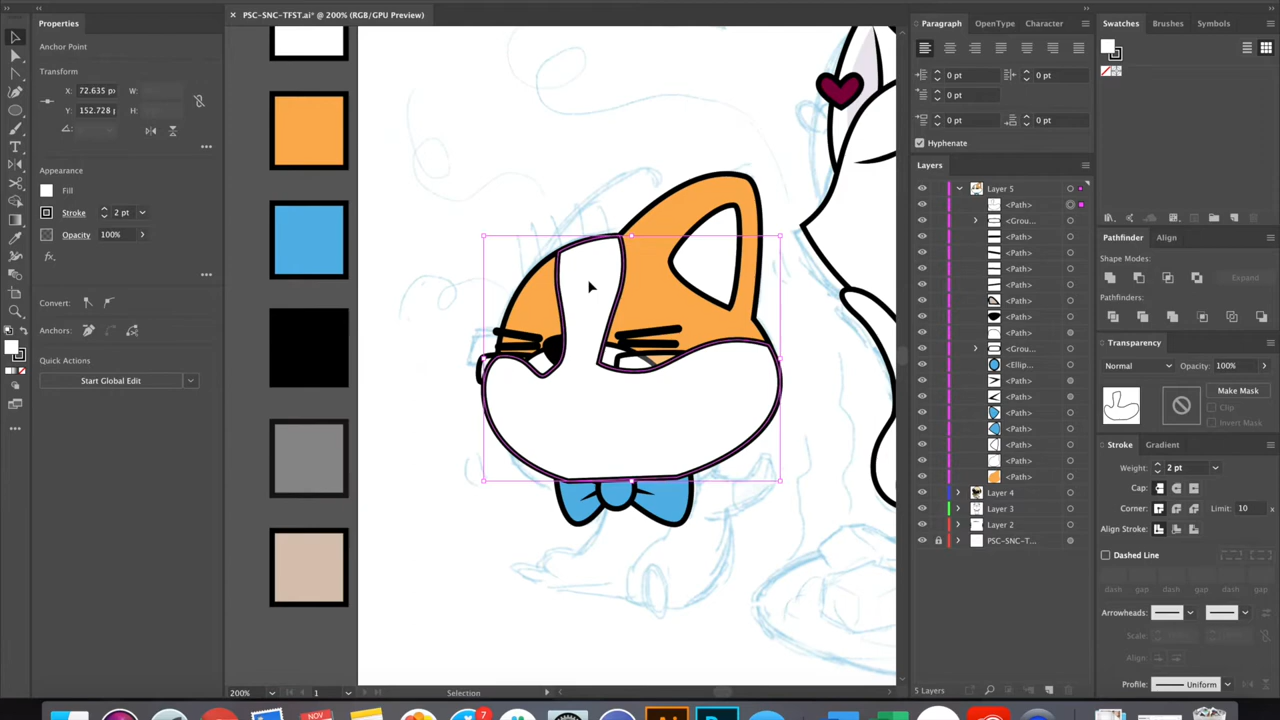 Properties
PSC-SNC-TFST.ai* @ 200% (RGB/GPU Preview)
Paragraph OpenType Character
Swatches Brushes Symbols
Anchor Point
Transform
X: 72.635 px W:
Y: 152.728 H:
Appearance
Fill
Stroke 2 pt
Opacity 100%
fx.
Convert:
Anchors:
Quick Actions
Start Global Edit
0 pt 0 pt
0 pt
0 pt 0 pt
Hyphenate
Layers
Layer 5
<Path>
<Grou...
<Path>
<Path>
<Path>
<Path>
<Path>
<Path>
<Path>
<Grou...
<Ellip...
<Path>
<Path>
<Path>
<Path>
<Path>
<Path>
<Path>
Layer 4
Layer 3
Layer 2
PSC-SNC-T...
5 Layers
Pathfinder Align
Shape Modes:
Expand
Pathfinders:
Transparency
Normal Opacity: 100%
Make Mask
Clip
Invert Mask
Stroke Gradient
Weight: 2 pt
Cap:
Corner: Limit: 10 x
Align Stroke:
Dashed Line
dash gap dash gap dash gap
Arrowheads:
Scale:
Align:
Profile: Uniform
200% 1 Selection
NOV
7